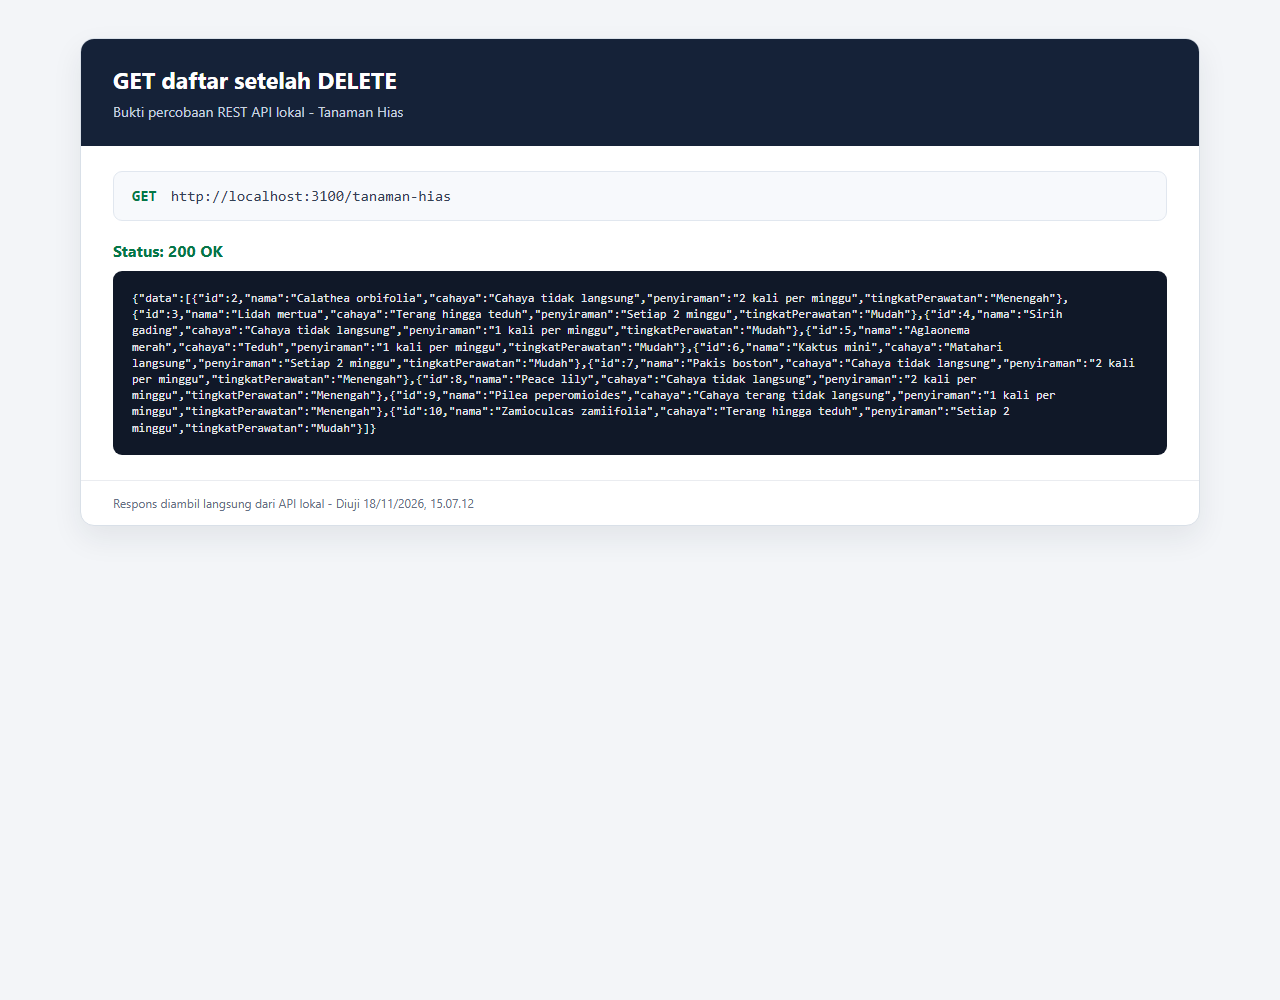 GET daftar setelah DELETE
Bukti percobaan REST API lokal - Tanaman Hias
GET http://localhost:3100/tanaman-hias
Status: 200 OK
{"data":[{"id":2,"nama":"Calathea orbifolia","cahaya":"Cahaya tidak langsung","penyiraman":"2 kali per minggu","tingkatPerawatan":"Menengah"},
{"id":3,"nama":"Lidah mertua","cahaya":"Terang hingga teduh","penyiraman":"Setiap 2 minggu","tingkatPerawatan":"Mudah"},{"id":4,"nama":"Sirih
gading","cahaya":"Cahaya tidak langsung","penyiraman":"1 kali per minggu","tingkatPerawatan":"Mudah"},{"id":5,"nama":"Aglaonema
merah","cahaya":"Teduh","penyiraman":"1 kali per minggu","tingkatPerawatan":"Mudah"},{"id":6,"nama":"Kaktus mini","cahaya":"Matahari
langsung","penyiraman":"Setiap 2 minggu","tingkatPerawatan":"Mudah"},{"id":7,"nama":"Pakis boston","cahaya":"Cahaya tidak langsung","penyiraman":"2 kali
per minggu","tingkatPerawatan":"Menengah"},{"id":8,"nama":"Peace lily","cahaya":"Cahaya tidak langsung","penyiraman":"2 kali per
minggu","tingkatPerawatan":"Menengah"},{"id":9,"nama":"Pilea peperomioides","cahaya":"Cahaya terang tidak langsung","penyiraman":"1 kali per
minggu","tingkatPerawatan":"Menengah"},{"id":10,"nama":"Zamioculcas zamiifolia","cahaya":"Terang hingga teduh","penyiraman":"Setiap 2
minggu","tingkatPerawatan":"Mudah"}]}
Respons diambil langsung dari API lokal - Diuji 18/11/2026, 15.07.12